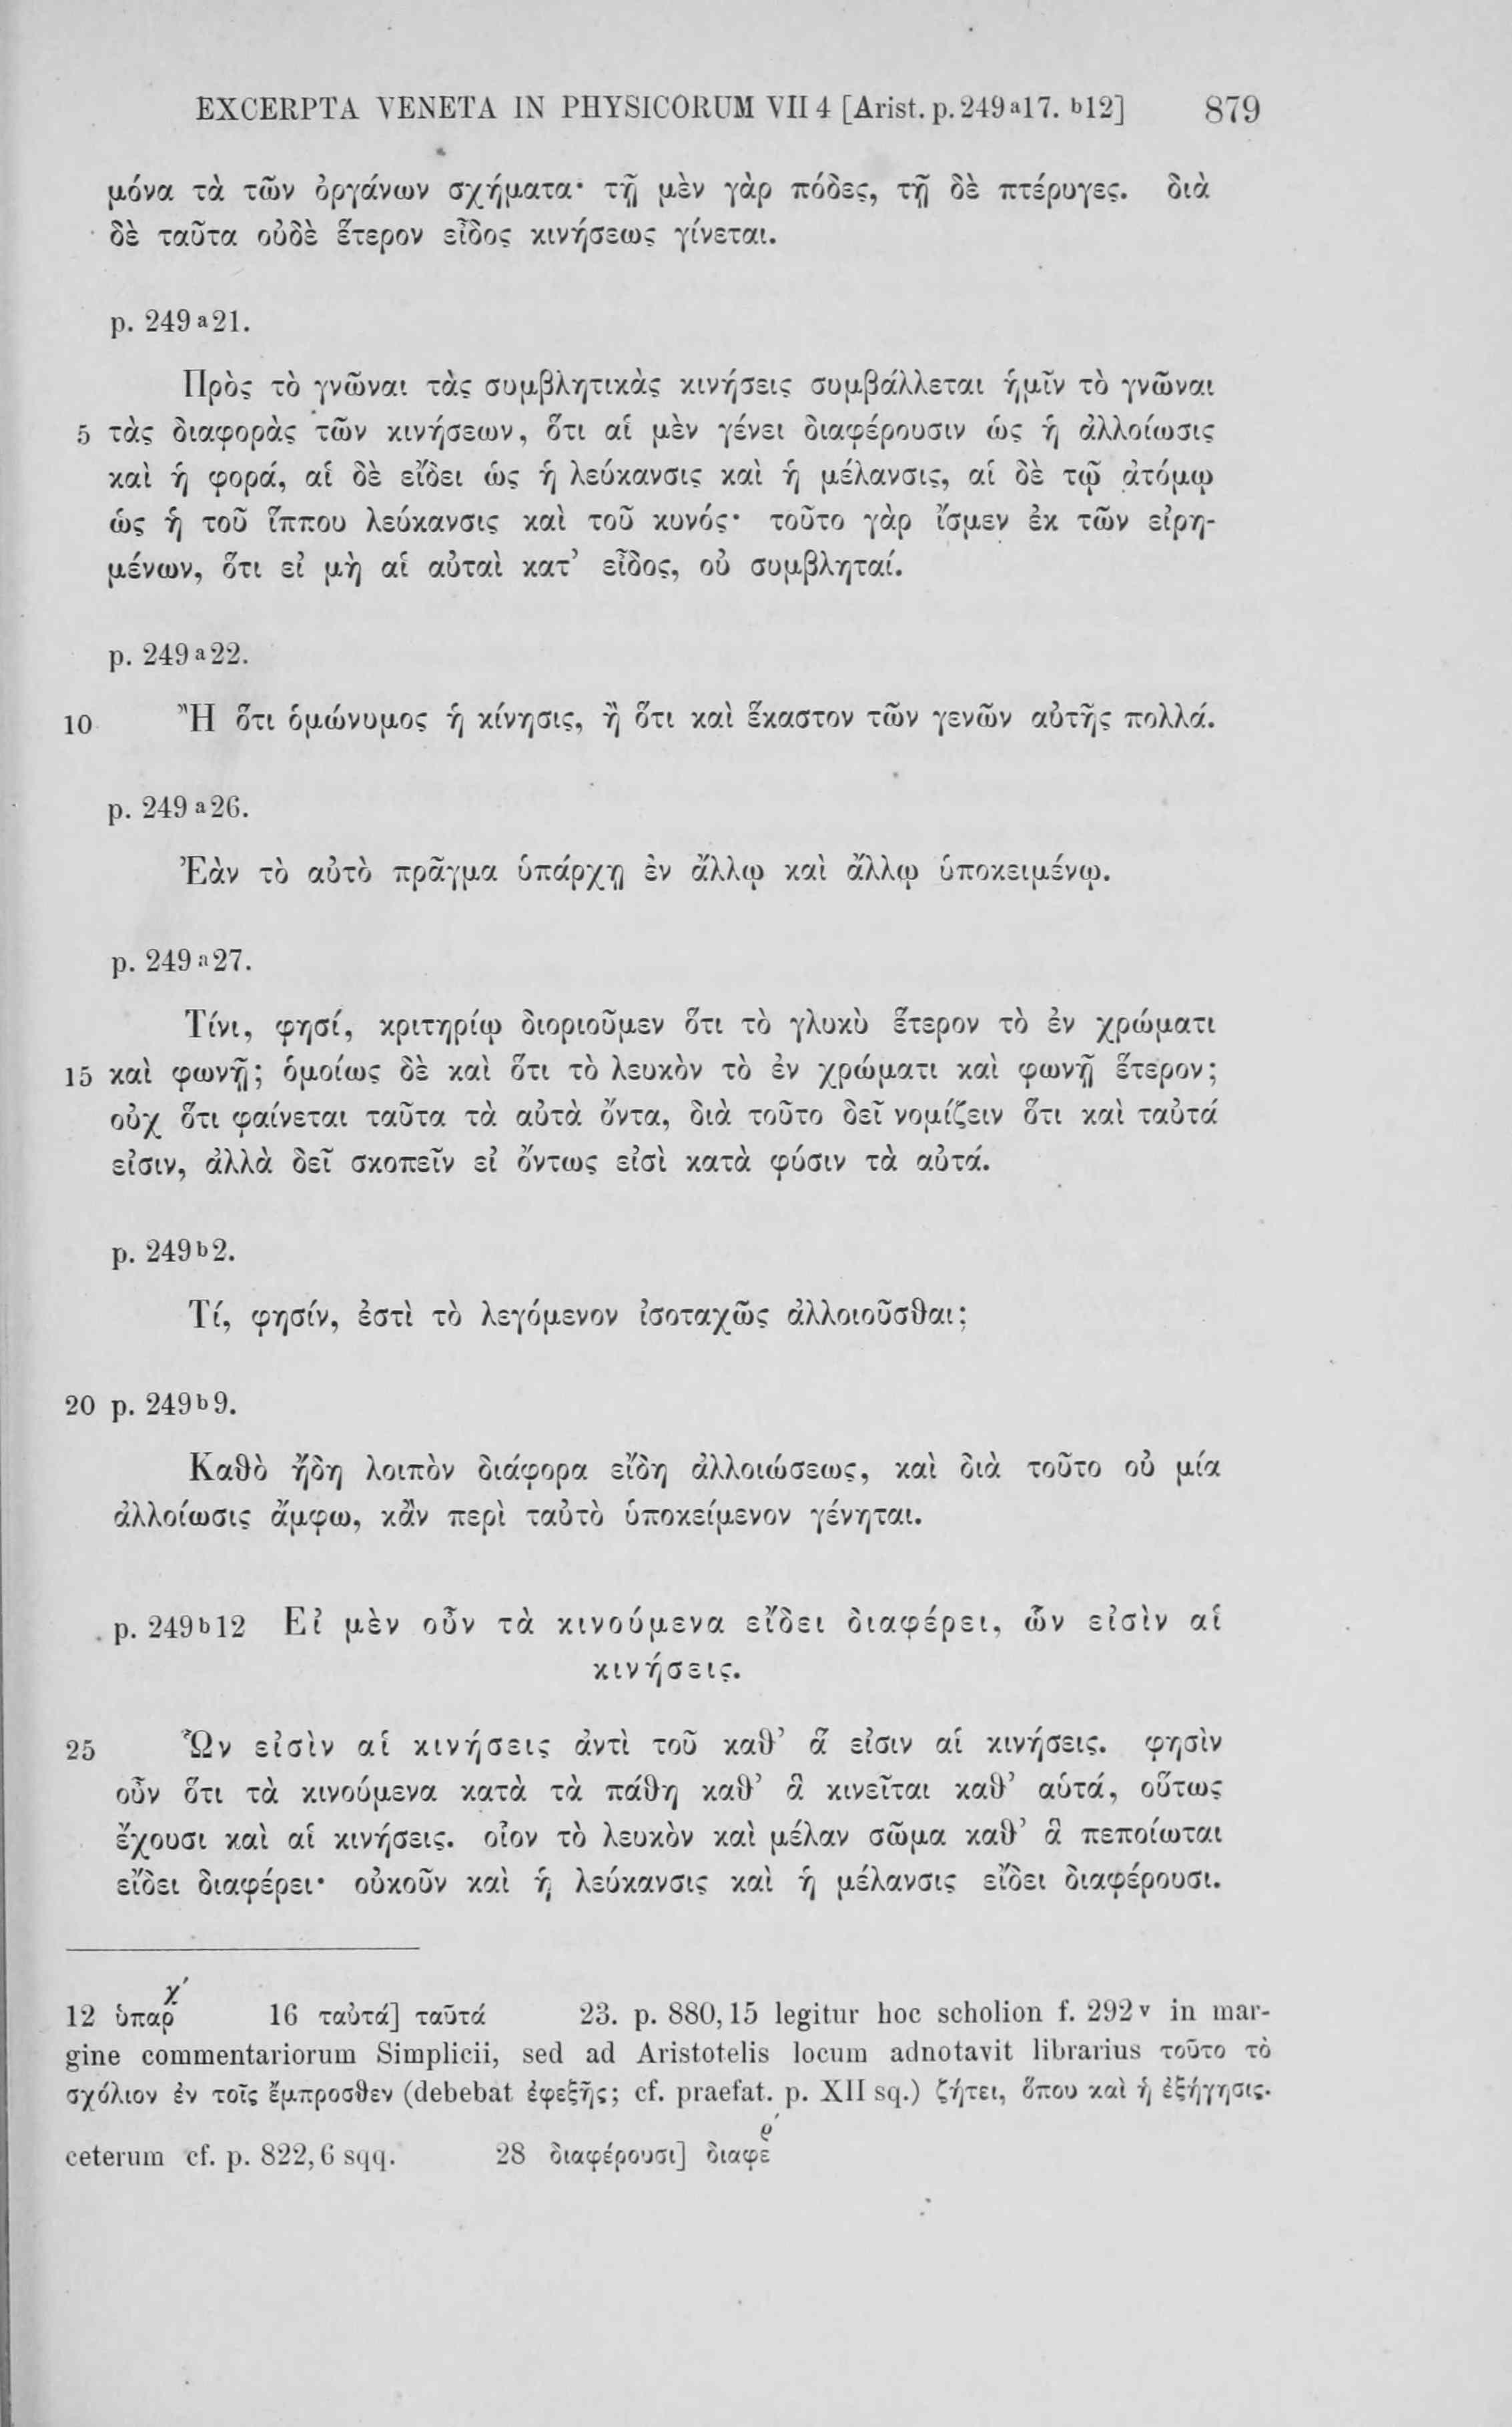 EXCERPTA VENETA IN PHYSICORUM VII 4 [Arist. p. 249a17. b12] 879
μόνα τὰ τῶν ὀργάνων σχήματα· τῇ μὲν γὰρ πόδες, τῇ δὲ πτέρυγες. διὰ
δὲ ταῦτα οὐδὲ ἕτερον εἶδος κινήσεως γίνεται.
p. 249a21.
Πρὸς τὸ γνῶναι τὰς συμβλητικὰς κινήσεις συμβάλλεται ἡμῖν τὸ γνῶναι
5 τὰς διαφορὰς τῶν κινήσεων, ὅτι αἱ μὲν γένει διαφέρουσιν ὡς ἡ ἀλλοίωσις
καὶ ἡ φορά, αἱ δὲ εἴδει ὡς ἡ λεύκανσις καὶ ἡ μέλανσις, αἱ δὲ τῷ ἀτόμῳ
ὡς ἡ τοῦ ἵππου λεύκανσις καὶ τοῦ κυνός· τοῦτο γὰρ ἴσμεν ἐκ τῶν εἰρη-
μένων, ὅτι εἰ μὴ αἱ αὐταὶ κατ’ εἶδος, οὐ συμβληταί.
p. 249a22.
10 Ἢ ὅτι ὁμώνυμος ἡ κίνησις, ἢ ὅτι καὶ ἕκαστον τῶν γενῶν αὐτῆς πολλά.
p. 249a26.
Ἐὰν τὸ αὐτὸ πρᾶγμα ὑπάρχῃ ἐν ἄλλῳ καὶ ἄλλῳ ὑποκειμένῳ.
p. 249a27.
Τίνι, φησί, κριτηρίῳ διοριοῦμεν ὅτι τὸ γλυκὺ ἕτερον τὸ ἐν χρώματι
15 καὶ φωνῇ; ὁμοίως δὲ καὶ ὅτι τὸ λευκὸν τὸ ἐν χρώματι καὶ φωνῇ ἕτερον;
οὐχ ὅτι φαίνεται ταῦτα τὰ αὐτὰ ὄντα, διὰ τοῦτο δεῖ νομίζειν ὅτι καὶ ταὐτά
εἰσιν, ἀλλὰ δεῖ σκοπεῖν εἰ ὄντως εἰσὶ κατὰ φύσιν τὰ αὐτά.
p. 249b2.
Τί, φησίν, ἐστὶ τὸ λεγόμενον ἰσοταχῶς ἀλλοιοῦσθαι;
20 p. 249b9.
Καθὸ ἤδη λοιπὸν διάφορα εἴδη ἀλλοιώσεως, καὶ διὰ τοῦτο οὐ μία
ἀλλοίωσις ἄμφω, κἂν περὶ ταὐτὸ ὑποκείμενον γένηται.
p. 249b12 Εἰ μὲν οὖν τὰ κινούμενα εἴδει διαφέρει, ὧν εἰσὶν αἱ
κινήσεις.
25 Ὧν εἰσὶν αἱ κινήσεις ἀντὶ τοῦ καθ’ ἅ εἰσιν αἱ κινήσεις. φησὶν
οὖν ὅτι τὰ κινούμενα κατὰ τὰ πάθη καθ’ ἃ κινεῖται καθ’ αὑτά, οὕτως
ἔχουσι καὶ αἱ κινήσεις. οἷον τὸ λευκὸν καὶ μέλαν σῶμα καθ’ ἃ πεποίωται
εἴδει διαφέρει· οὐκοῦν καὶ ἡ λεύκανσις καὶ ἡ μέλανσις εἴδει διαφέρουσι.
12 ὑπαρχ́ 16 ταὐτά] ταῦτά 23. p. 880,15 legitur hoc scholion f. 292v in mar-
gine commentariorum Simplicii, sed ad Aristotelis locum adnotavit librarius τοῦτο τὸ
σχόλιον ἐν τοῖς ἔμπροσθεν (debebat ἐφεξῆς; cf. praefat. p. XII sq.) ζήτει, ὅπου καὶ ἡ ἐξήγησις.
ceterum cf. p. 822,6 sqq. 28 διαφέρουσι] διαφερ́